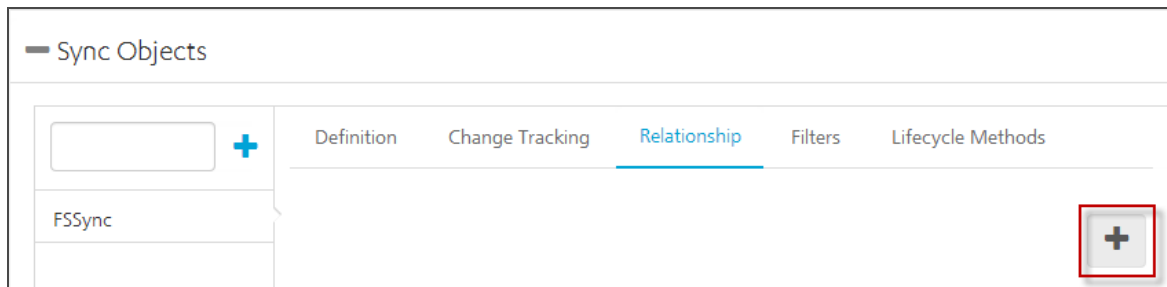 Sync Objects
Definition Change Tracking Relationship Filters Lifecycle Methods
FSSync